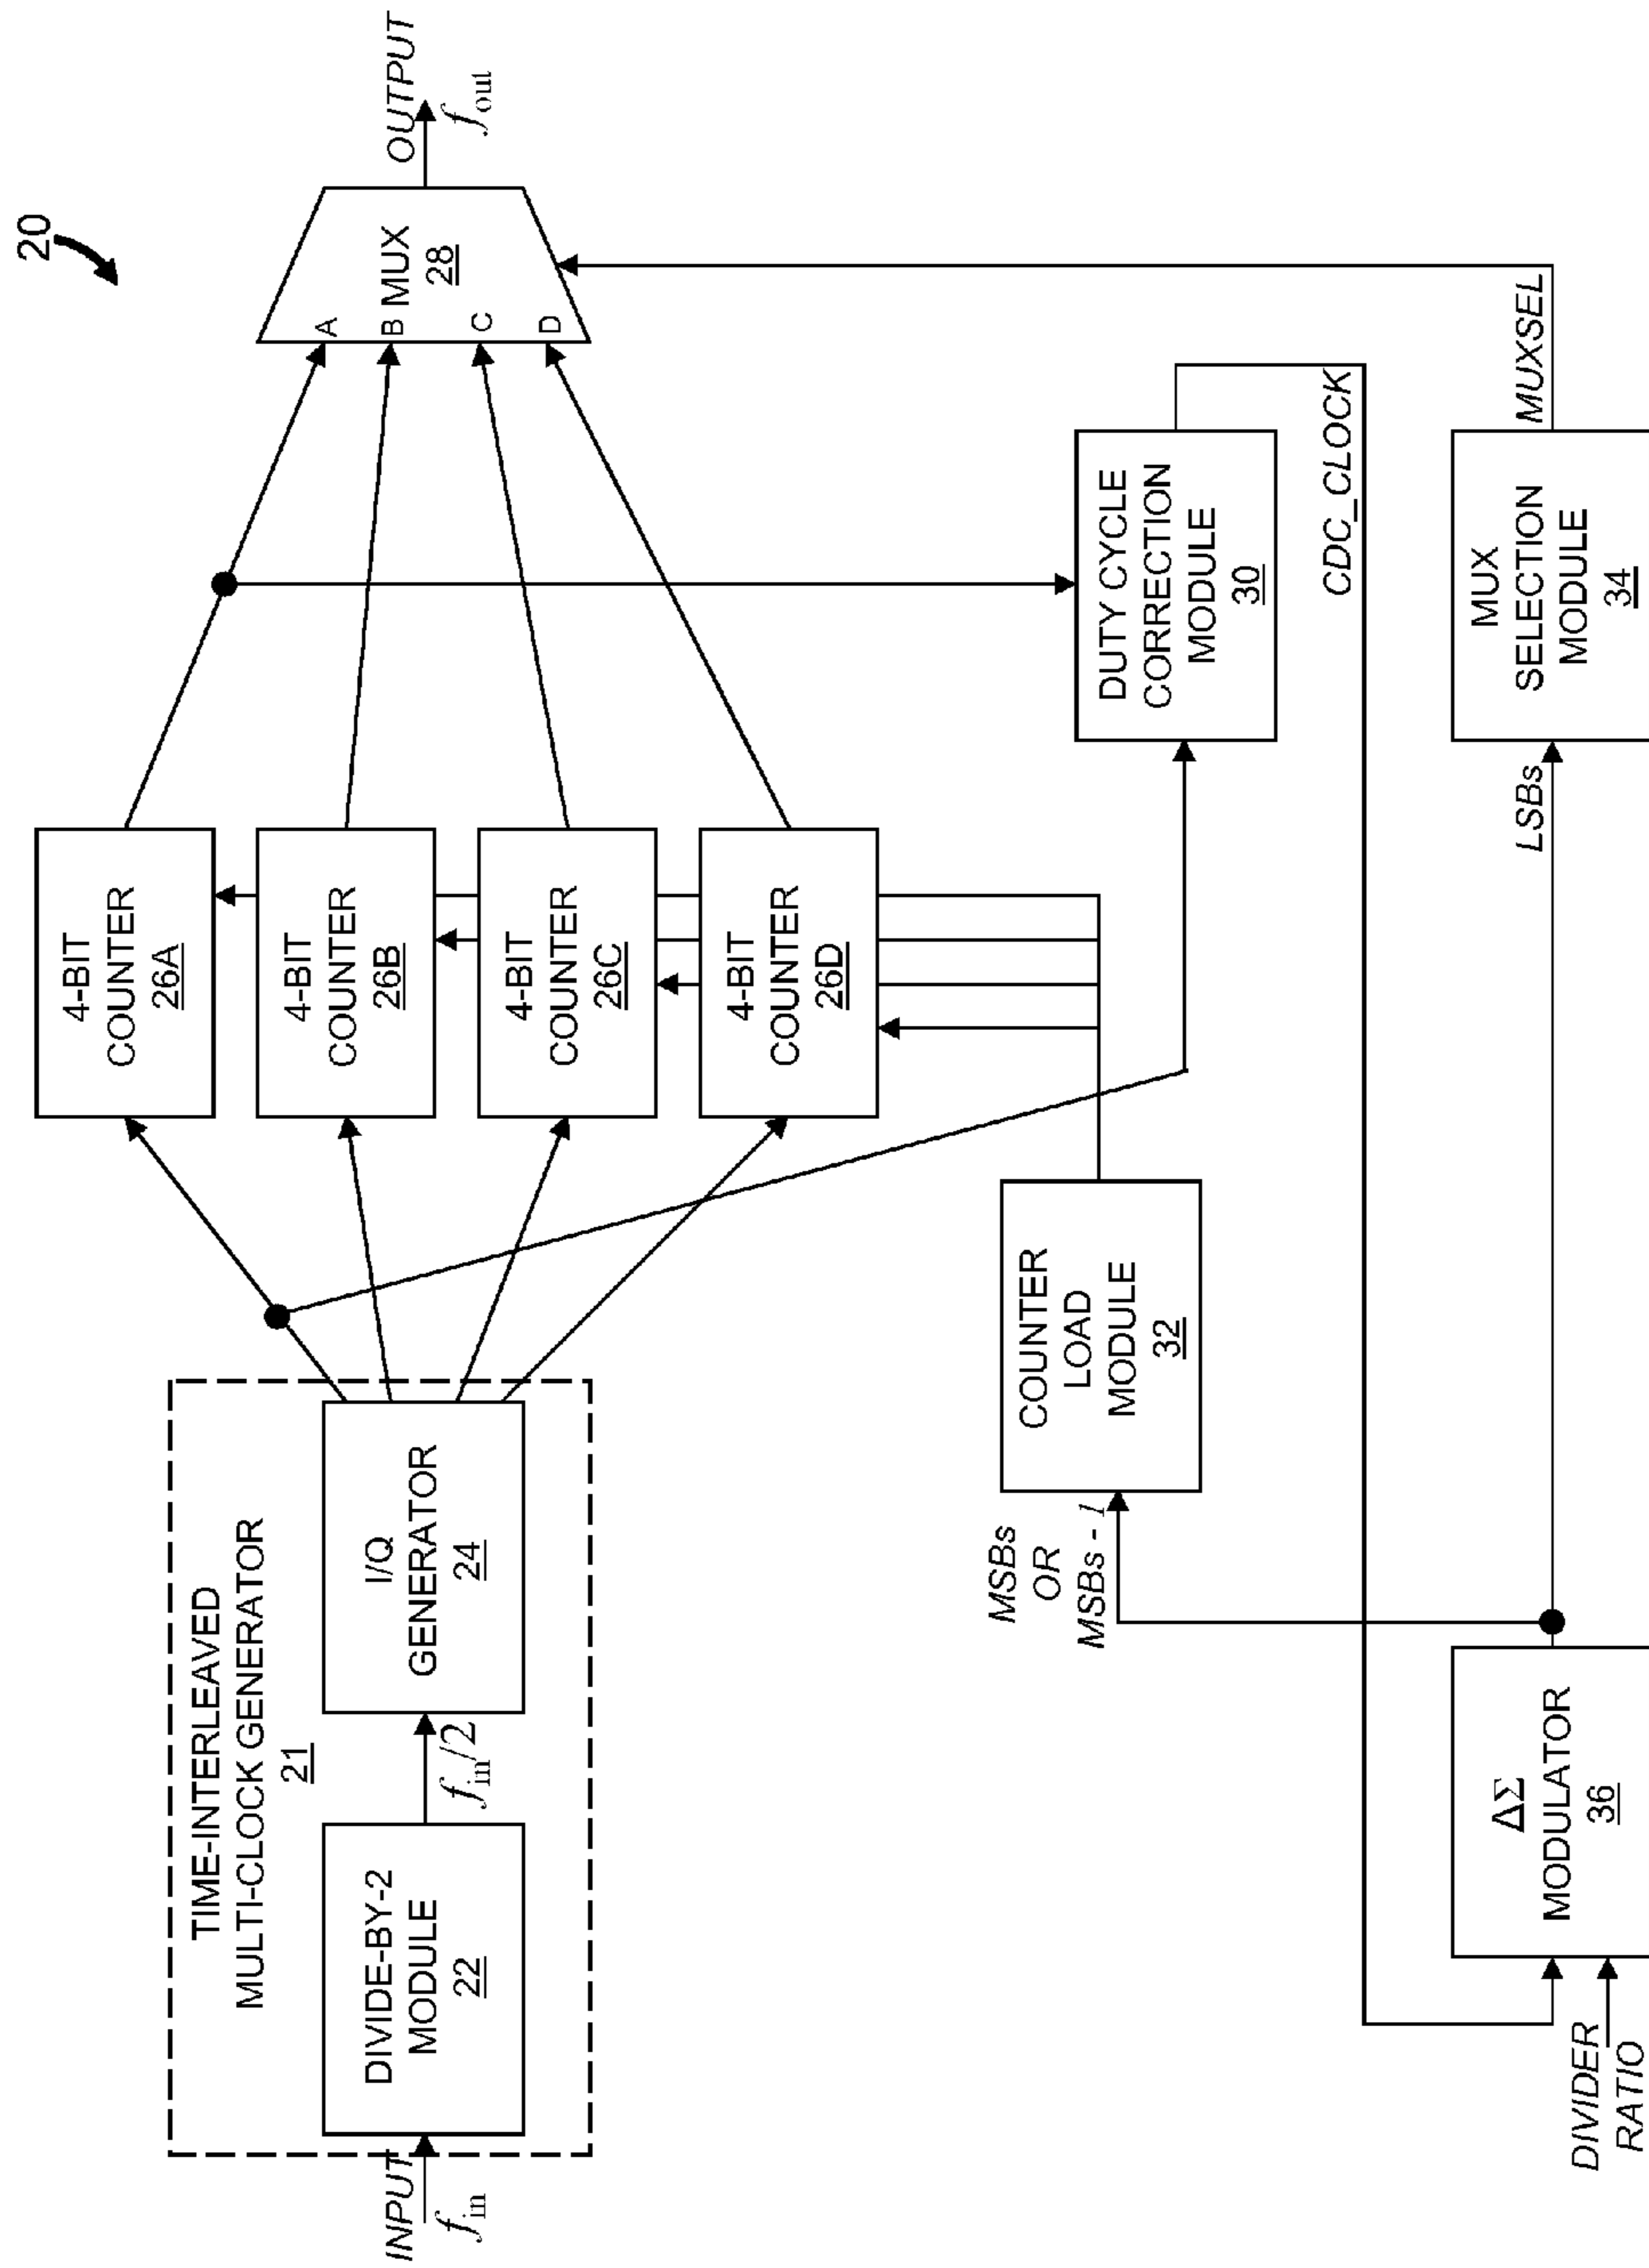 20
TIME-INTERLEAVED
MULTI-CLOCK GENERATOR
21
INPUT
f_in
DIVIDE-BY-2
MODULE
22
f_in/2
I/Q
GENERATOR
24
4-BIT
COUNTER
26A
4-BIT
COUNTER
26B
4-BIT
COUNTER
26C
4-BIT
COUNTER
26D
A
B
C
D
MUX
28
OUTPUT
f_out
COUNTER
LOAD
MODULE
32
MSBs
OR
MSBs - 1
DUTY CYCLE
CORRECTION
MODULE
30
CDC_CLOCK
DIVIDER
RATIO
ΔΣ
MODULATOR
36
LSBs
MUX
SELECTION
MODULE
34
MUXSEL